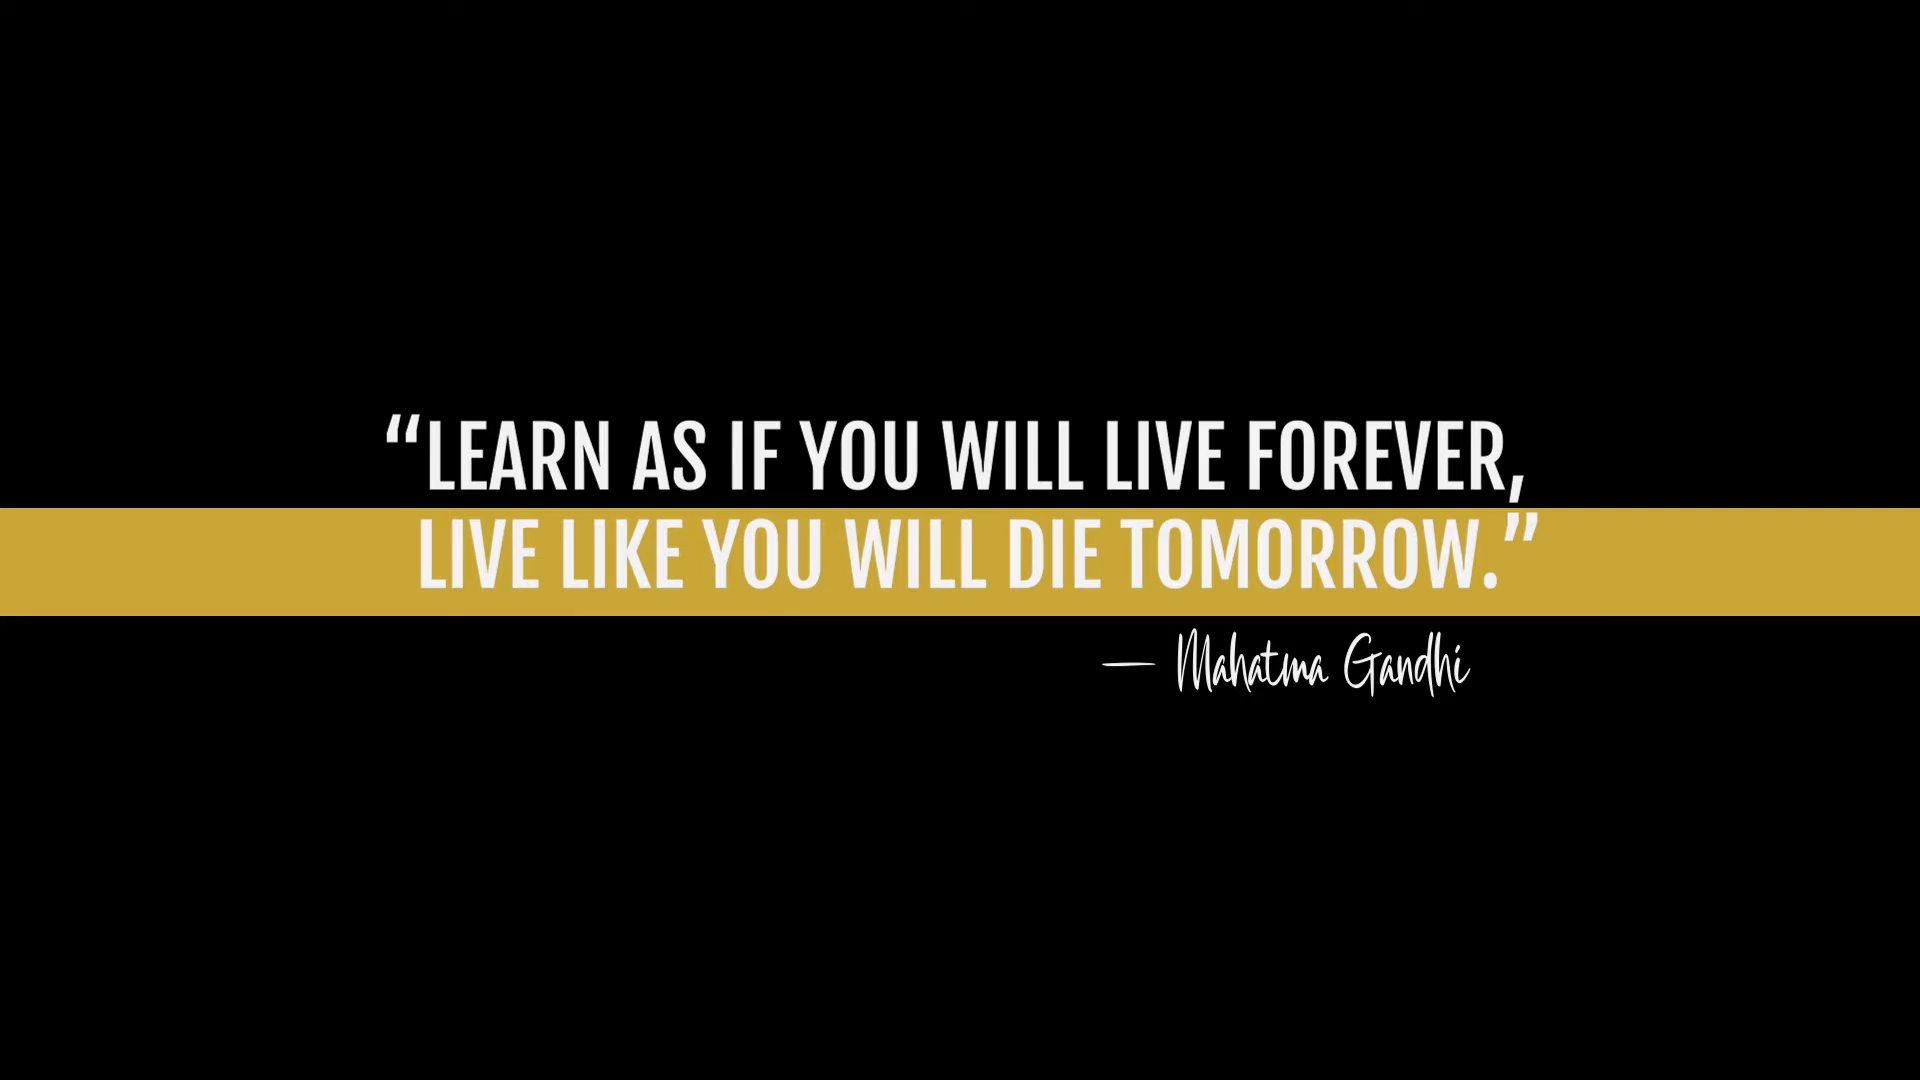 “LEARN AS IF YOU WILL LIVE FOREVER,
LIVE LIKE YOU WILL DIE TOMORROW.”
— Mahatma Gandhi